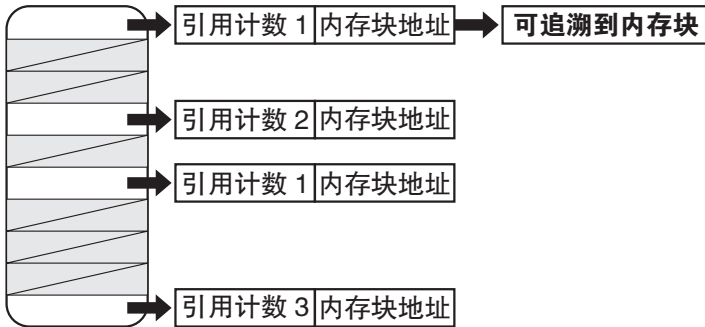 引用计数 1 内存块地址 可追溯到内存块
引用计数 2 内存块地址
引用计数 1 内存块地址
引用计数 3 内存块地址